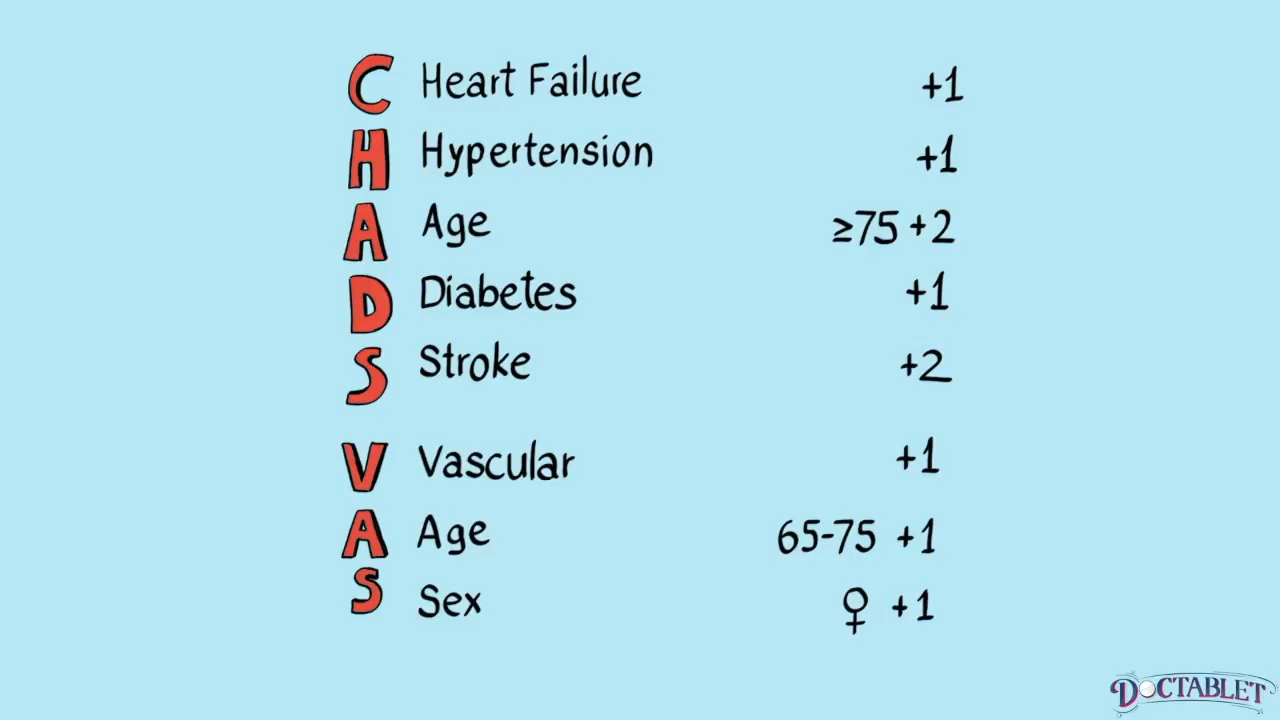 C Heart Failure +1
H Hypertension +1
A Age ≥75 +2
D Diabetes +1
S Stroke +2
V Vascular +1
A Age 65-75 +1
S Sex ♀ +1
DOCTABLET